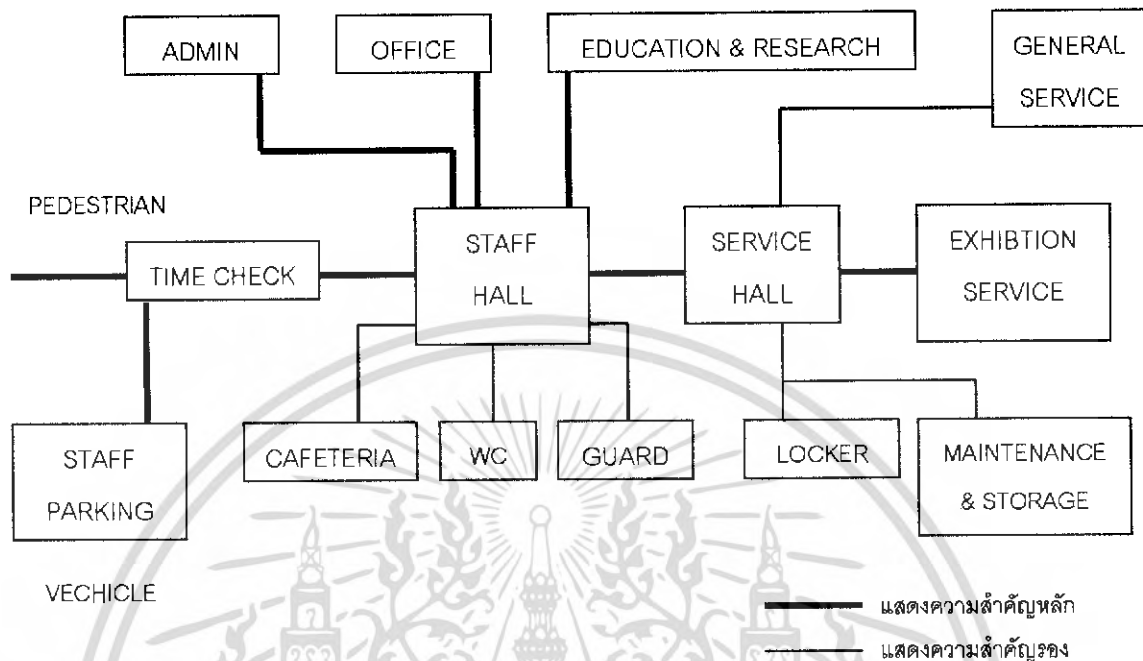 ADMIN
OFFICE
EDUCATION & RESEARCH
GENERAL
SERVICE
PEDESTRIAN
TIME CHECK
STAFF
HALL
SERVICE
HALL
EXHIBTION
SERVICE
STAFF
PARKING
CAFETERIA
WC
GUARD
LOCKER
MAINTENANCE
& STORAGE
VECHICLE
แสดงความสำคัญหลัก
แสดงความสำคัญรอง